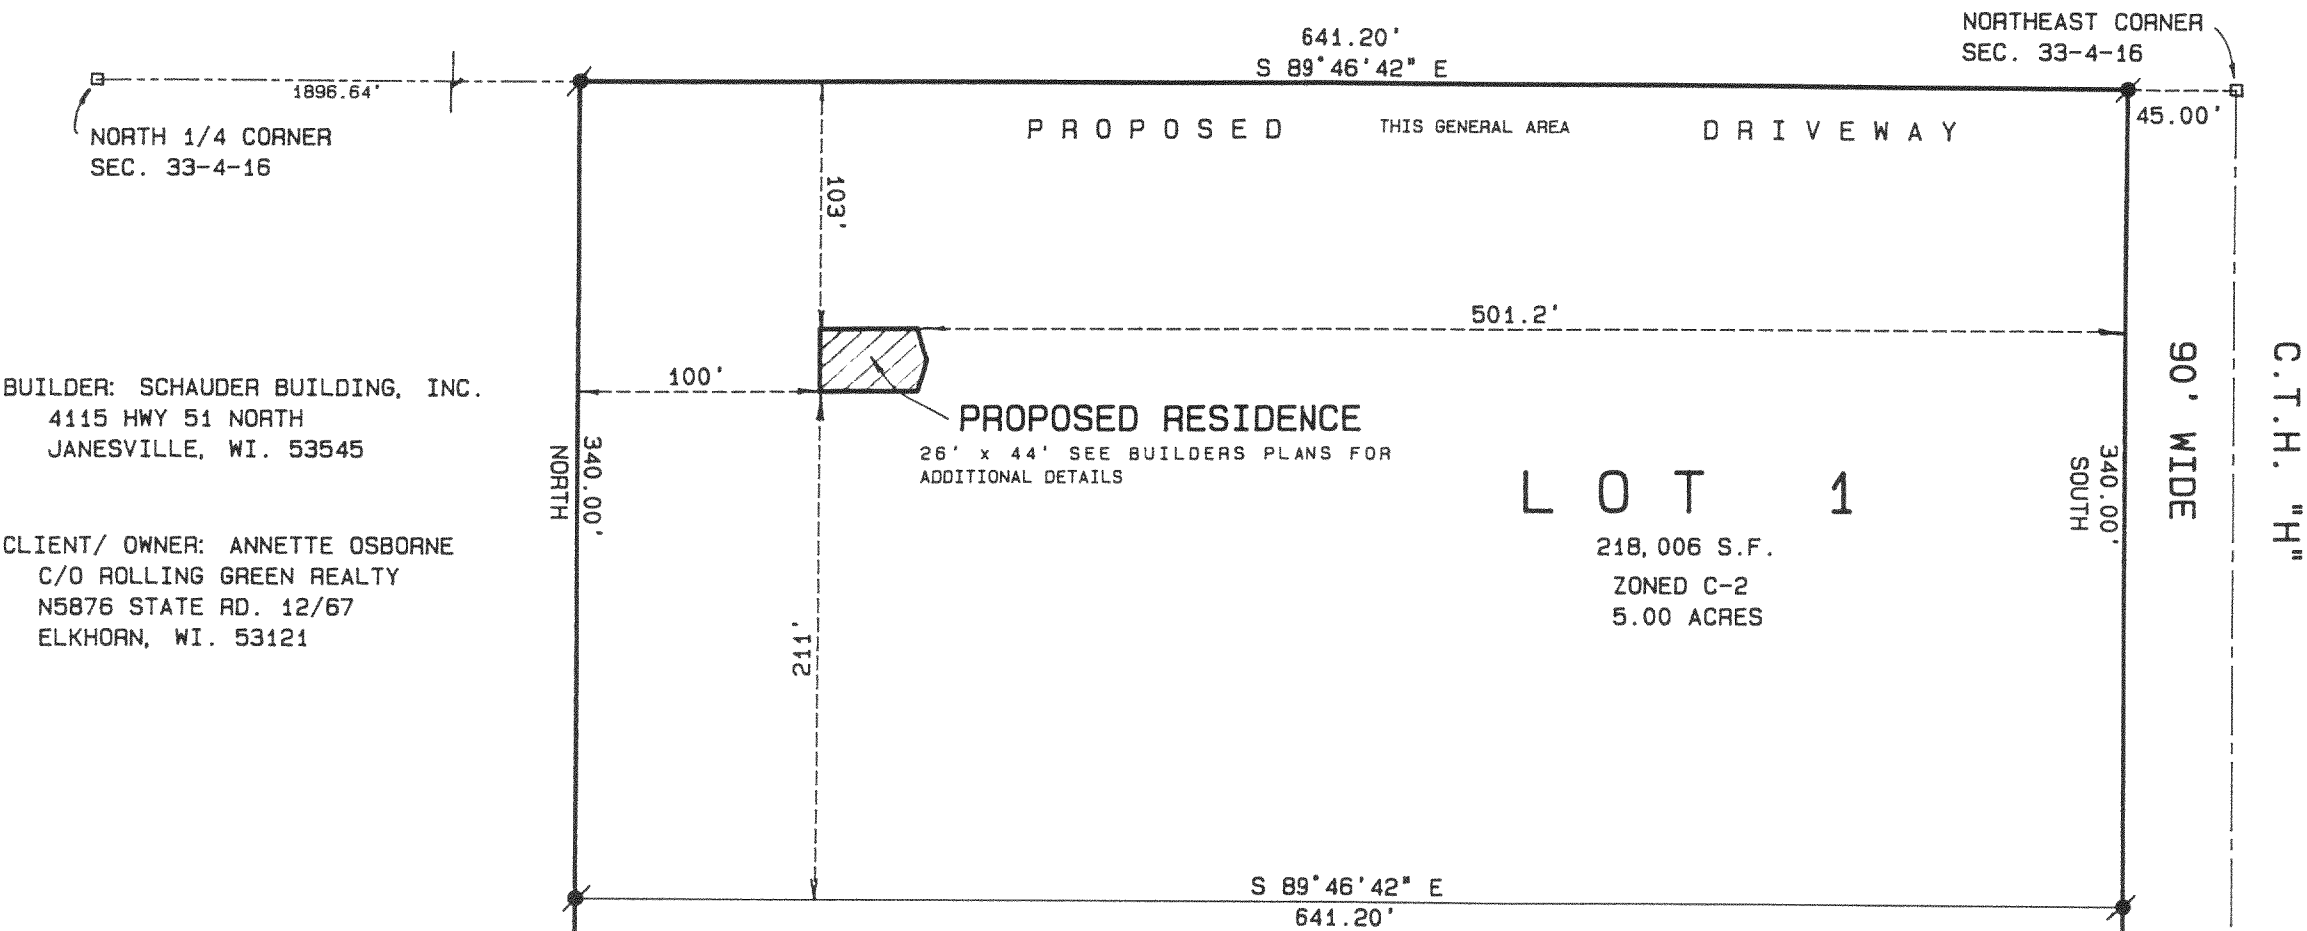 641.20'
S 89°46'42" E
NORTHEAST CORNER
SEC. 33-4-16
1896.64'
45.00'
NORTH 1/4 CORNER
SEC. 33-4-16
PROPOSED THIS GENERAL AREA DRIVEWAY
103'
501.2'
100'
BUILDER: SCHAUDER BUILDING, INC.
4115 HWY 51 NORTH
JANESVILLE, WI. 53545
PROPOSED RESIDENCE
26' x 44' SEE BUILDERS PLANS FOR
ADDITIONAL DETAILS
340.00'
NORTH
LOT 1
218,006 S.F.
ZONED C-2
5.00 ACRES
340.00'
SOUTH
90' WIDE
C.T.H. "H"
CLIENT/ OWNER: ANNETTE OSBORNE
C/O ROLLING GREEN REALTY
N5876 STATE RD. 12/67
ELKHORN, WI. 53121
211'
S 89°46'42" E
641.20'